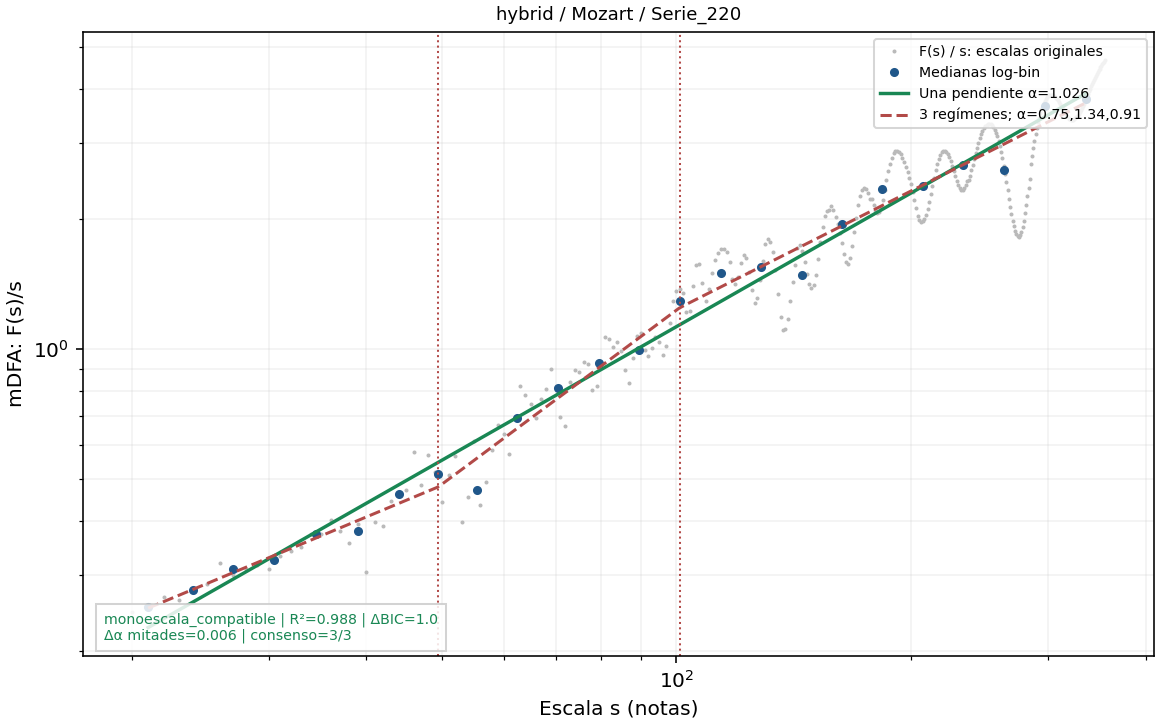 hybrid / Mozart / Serie_220
F(s) / s: escalas originales
Medianas log-bin
Una pendiente α=1.026
3 regímenes; α=0.75,1.34,0.91
mDFA: F(s)/s
10⁰
monoescala_compatible | R²=0.988 | ΔBIC=1.0
Δα mitades=0.006 | consenso=3/3
10²
Escala s (notas)